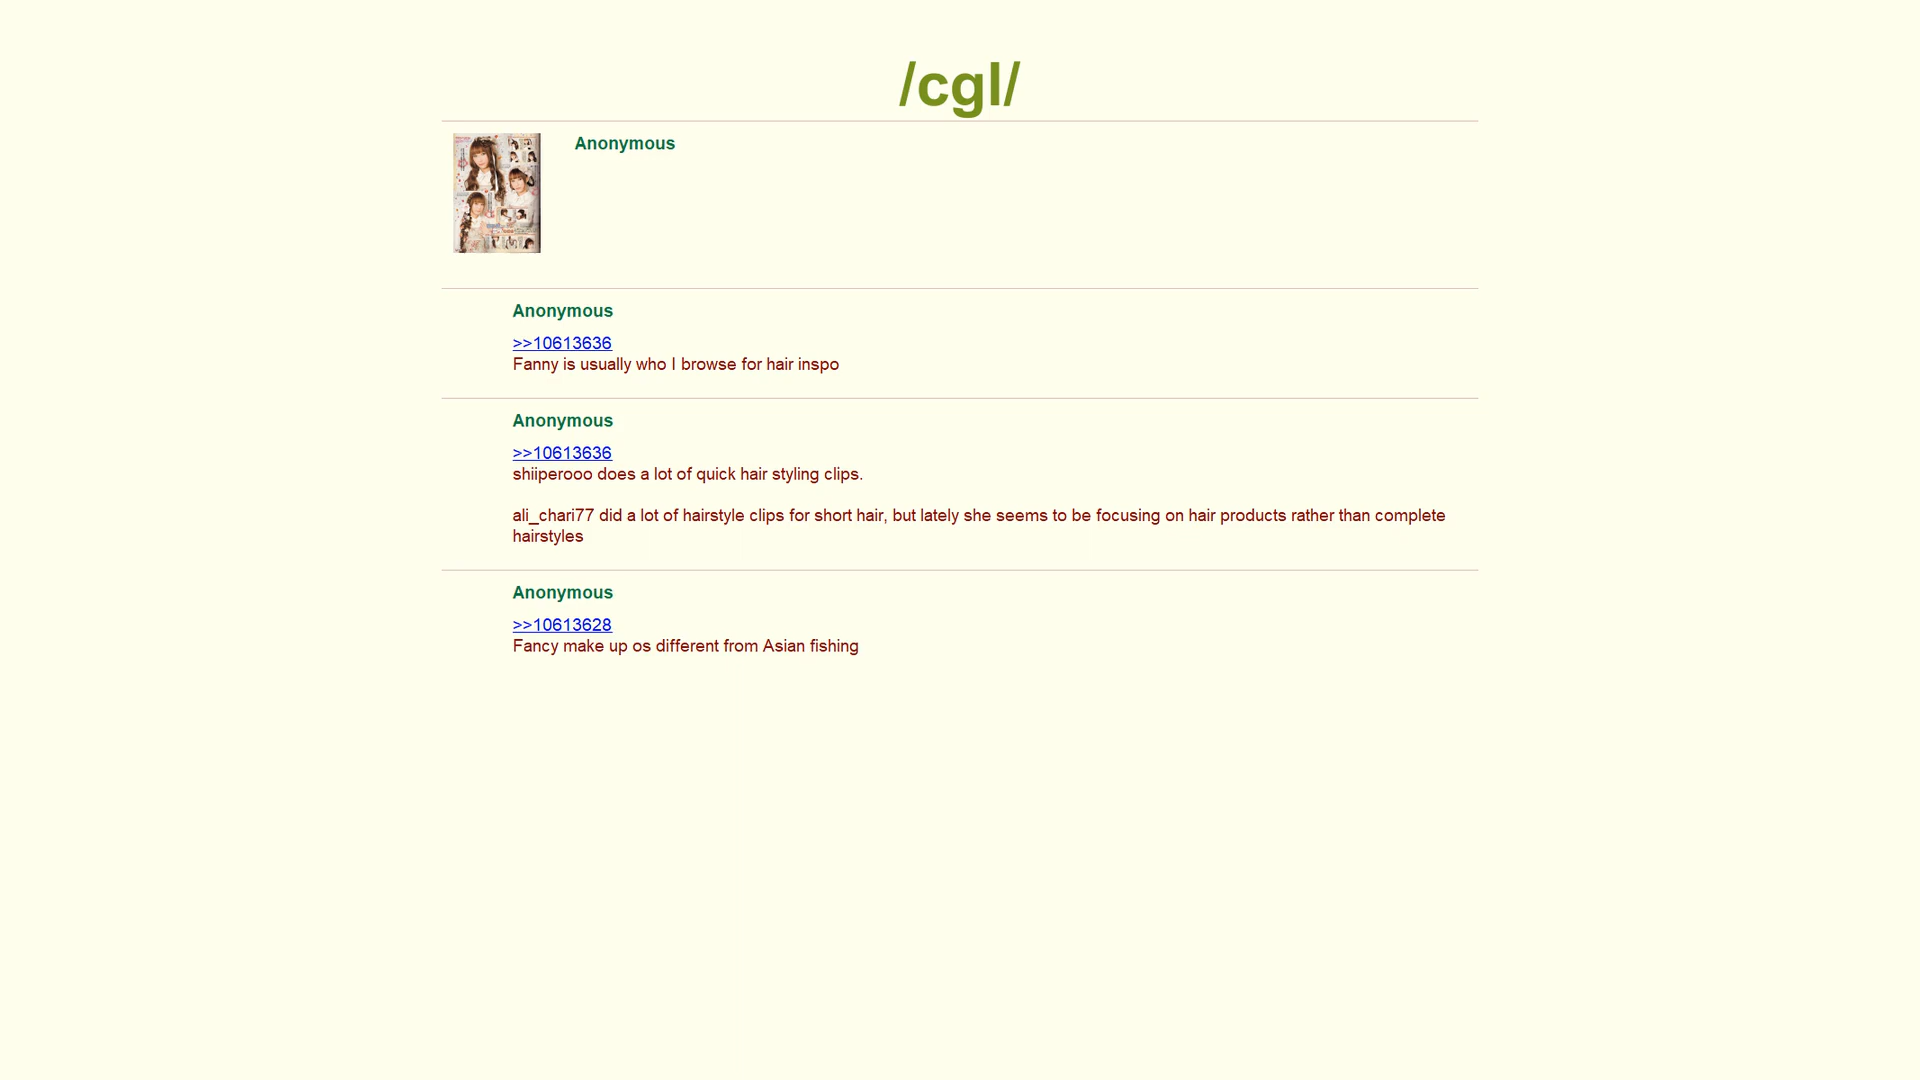 /cgl/
Anonymous
Anonymous
>>10613636
Fanny is usually who I browse for hair inspo
Anonymous
>>10613636
shiiperooo does a lot of quick hair styling clips.
ali_chari77 did a lot of hairstyle clips for short hair, but lately she seems to be focusing on hair products rather than complete
hairstyles
Anonymous
>>10613628
Fancy make up os different from Asian fishing